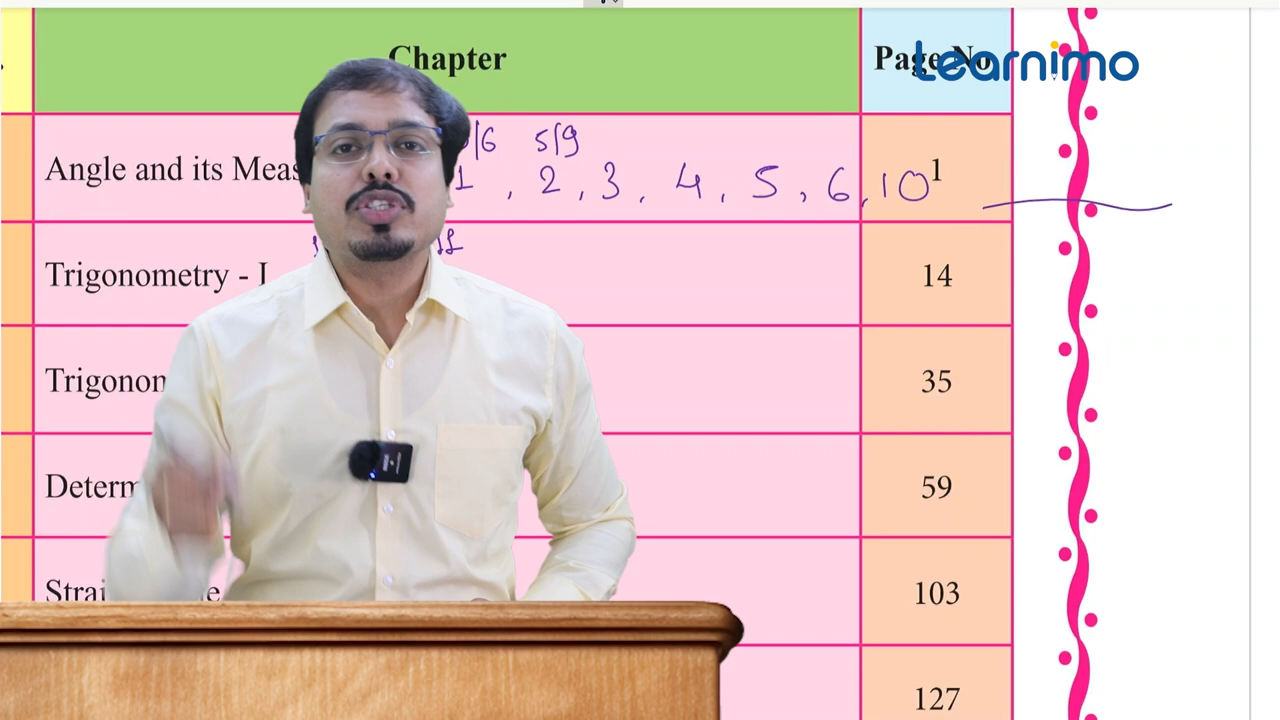 Chapter
Page No
Learnimo
/6 5/9
Angle and its Meas
1 , 2 , 3 , 4 , 5 , 6 , 10
1
Trigonometry - I
14
Trigonom
35
Determ
59
Strai
103
127